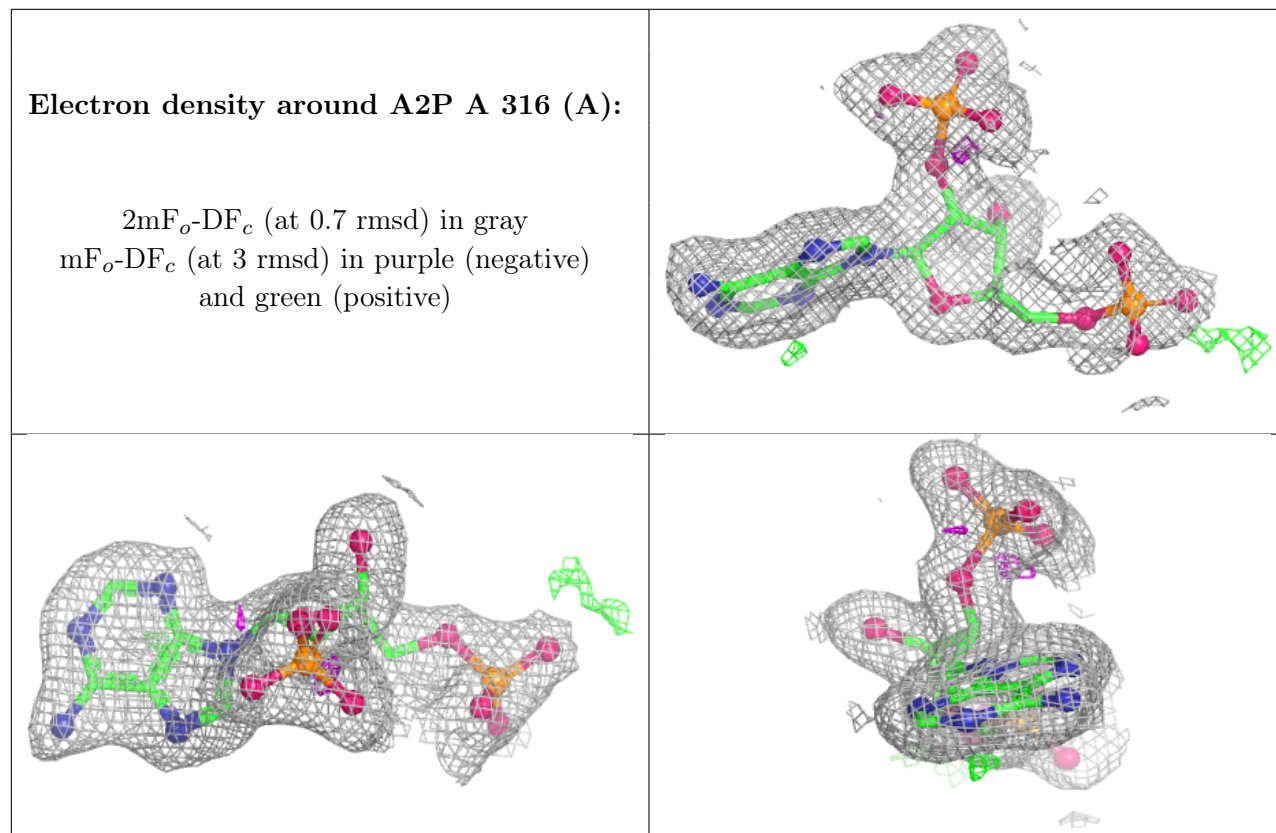 Electron density around A2P A 316 (A):
2mFo-DFc (at 0.7 rmsd) in gray
mFo-DFc (at 3 rmsd) in purple (negative)
and green (positive)